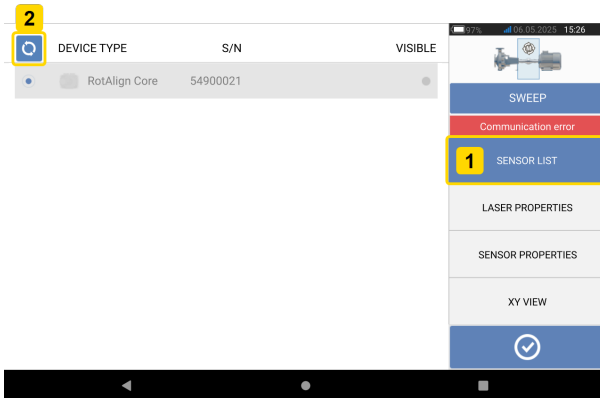 2
97% 06.05.2025 15:26
DEVICE TYPE S/N VISIBLE
RotAlign Core 54900021
SWEEP
Communication error
1 SENSOR LIST
LASER PROPERTIES
SENSOR PROPERTIES
XY VIEW